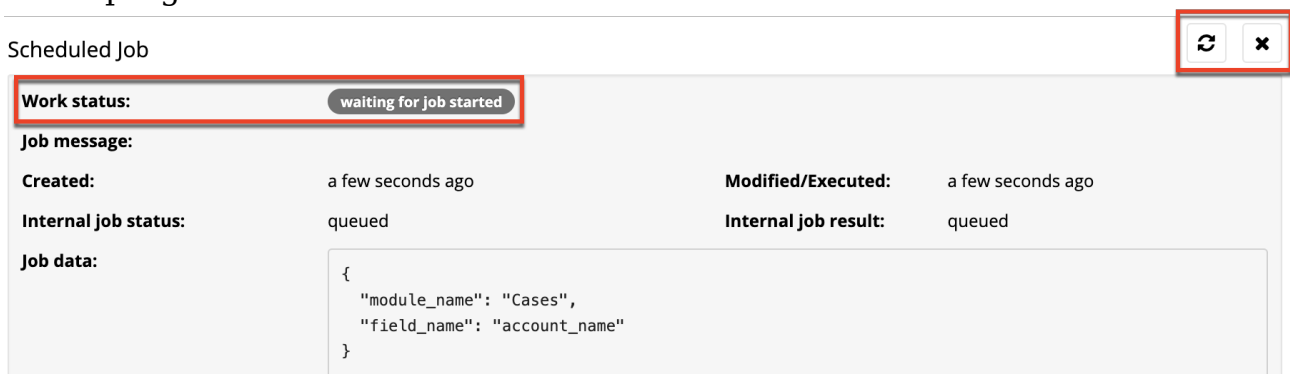 Scheduled Job
Work status: waiting for job started
Job message:
Created: a few seconds ago Modified/Executed: a few seconds ago
Internal job status: queued Internal job result: queued
Job data:
{
"module_name": "Cases",
"field_name": "account_name"
}